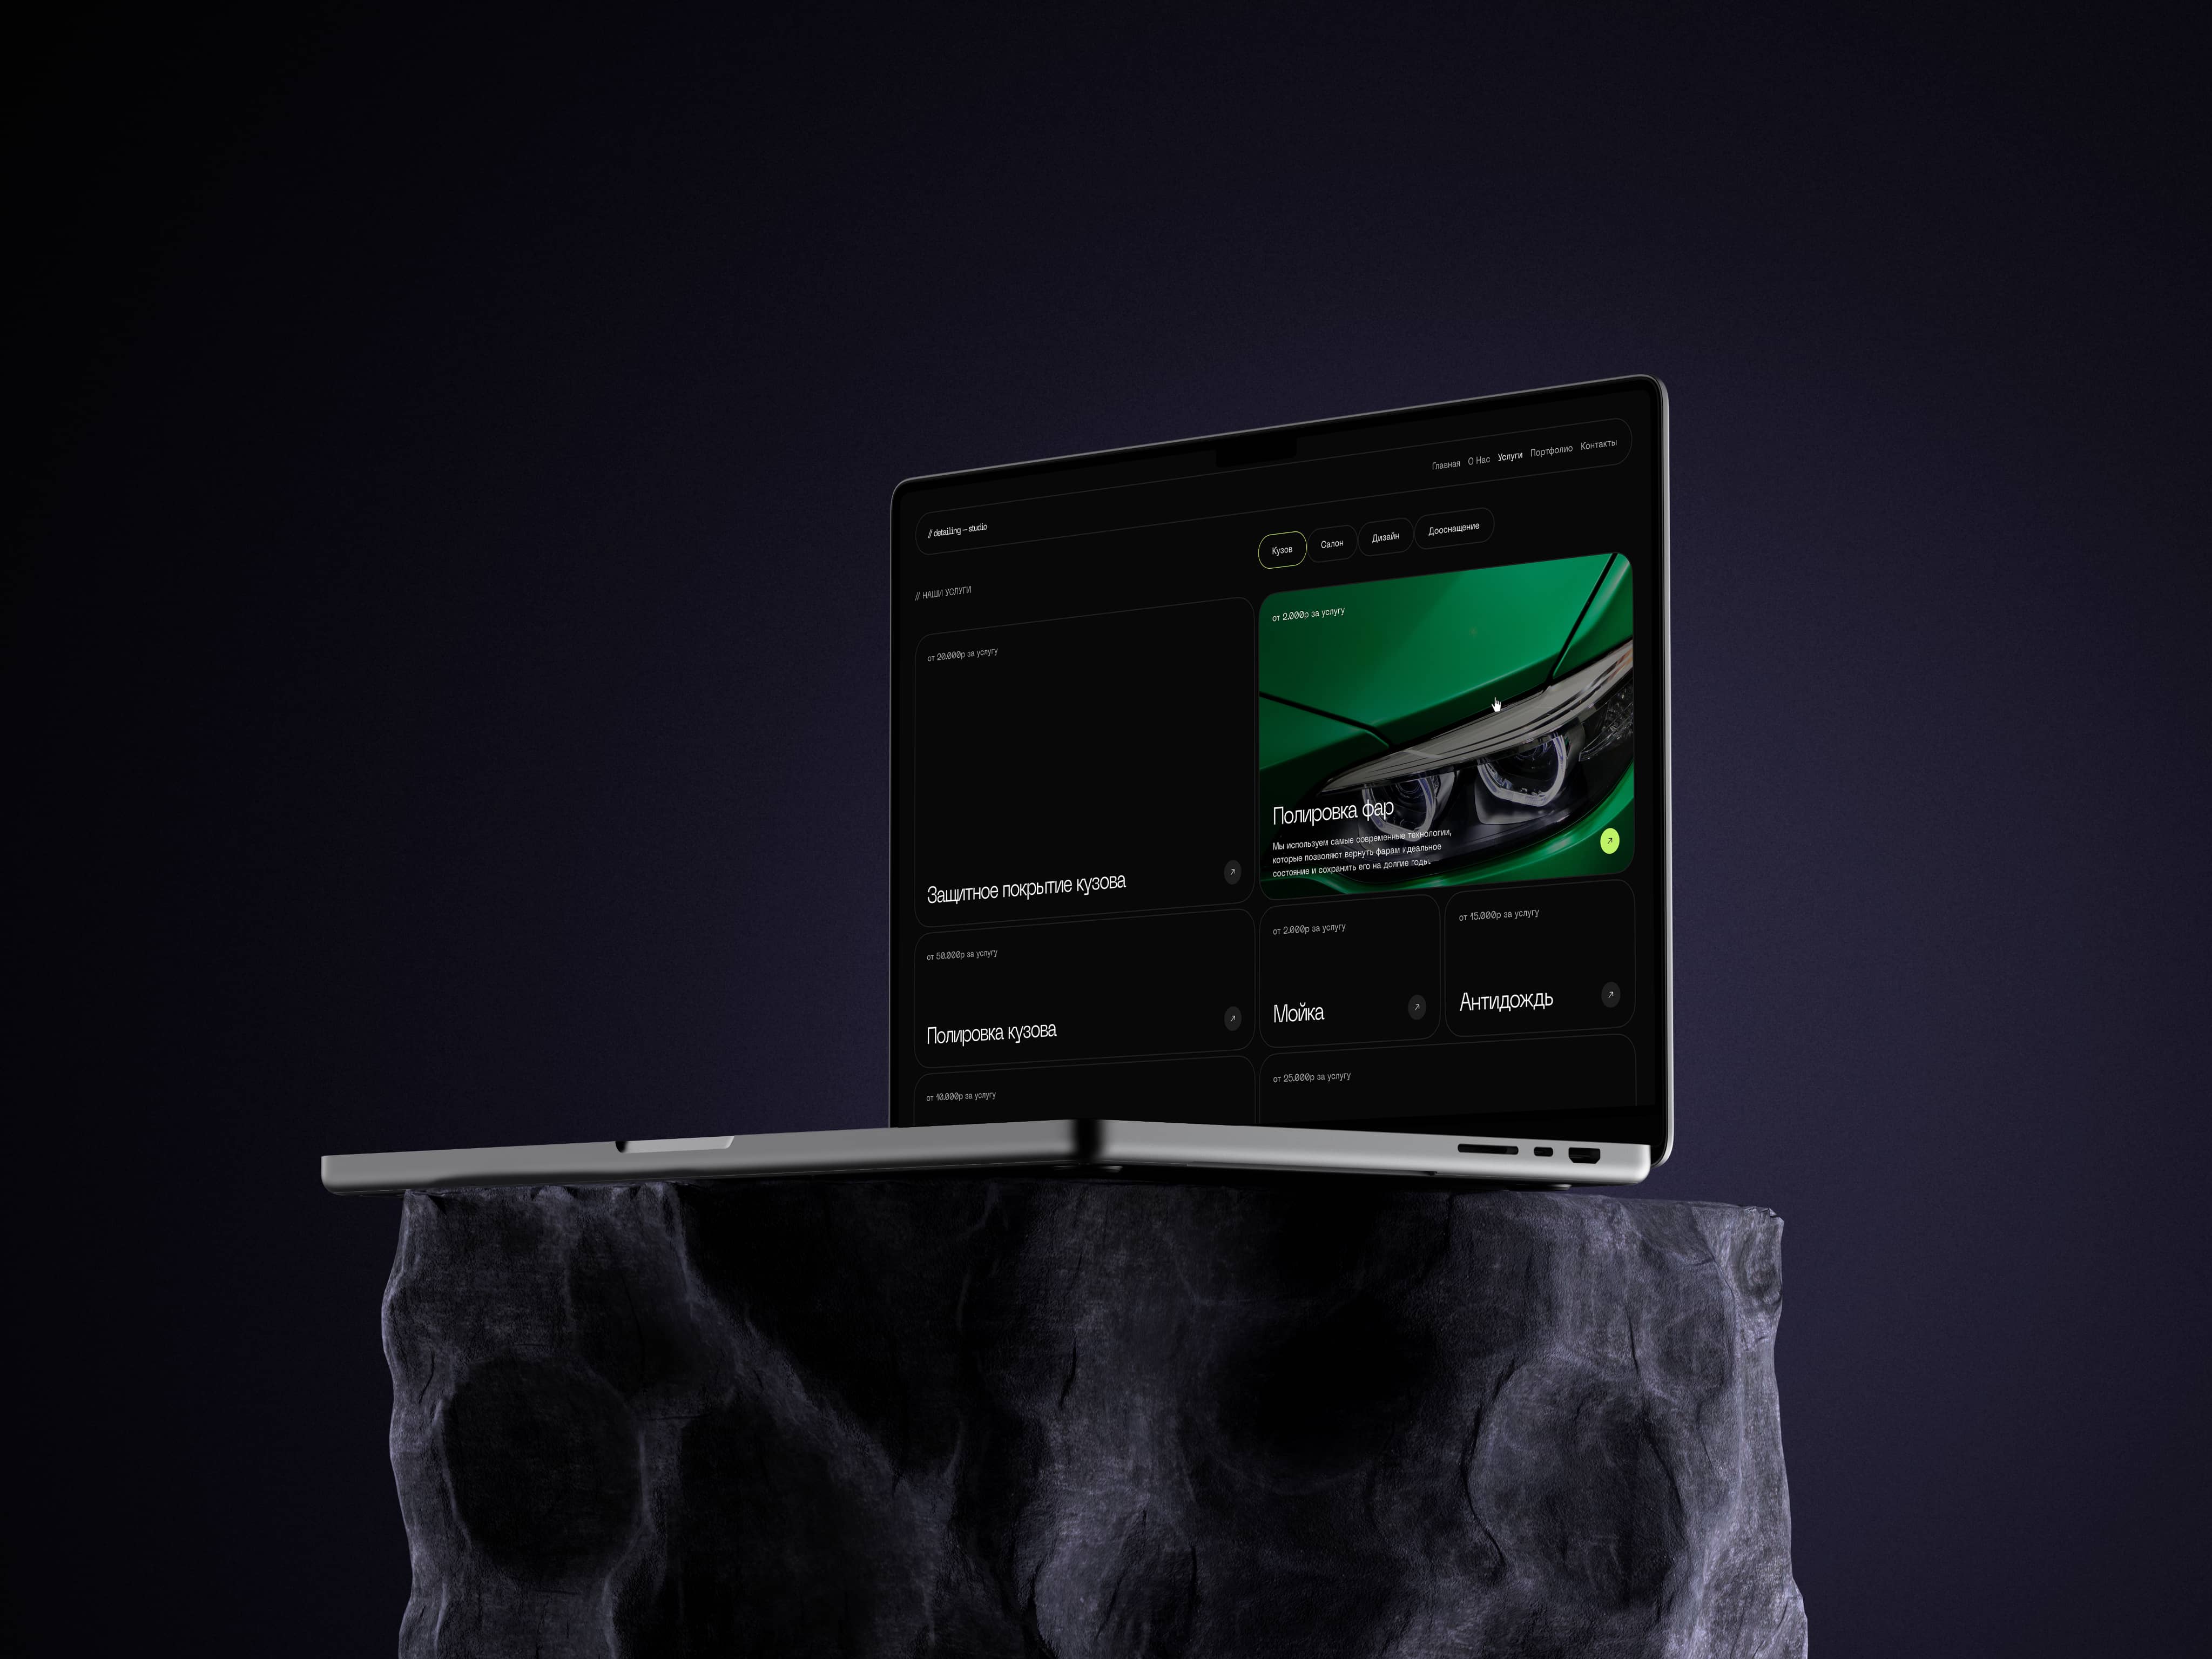 // detailing — studio
Главная О Нас Услуги Портфолио Контакты
// НАШИ УСЛУГИ
Кузов Салон Дизайн Дооснащение
от 20.000р за услугу
Защитное покрытие кузова
от 2.000р за услугу
Полировка фар
Мы используем самые современные технологии,
которые позволяют вернуть фарам идеальное
состояние и сохранить его на долгие годы.
от 50.000р за услугу
Полировка кузова
от 2.000р за услугу
Мойка
от 15.000р за услугу
Антидождь
от 10.000р за услугу
от 25.000р за услугу